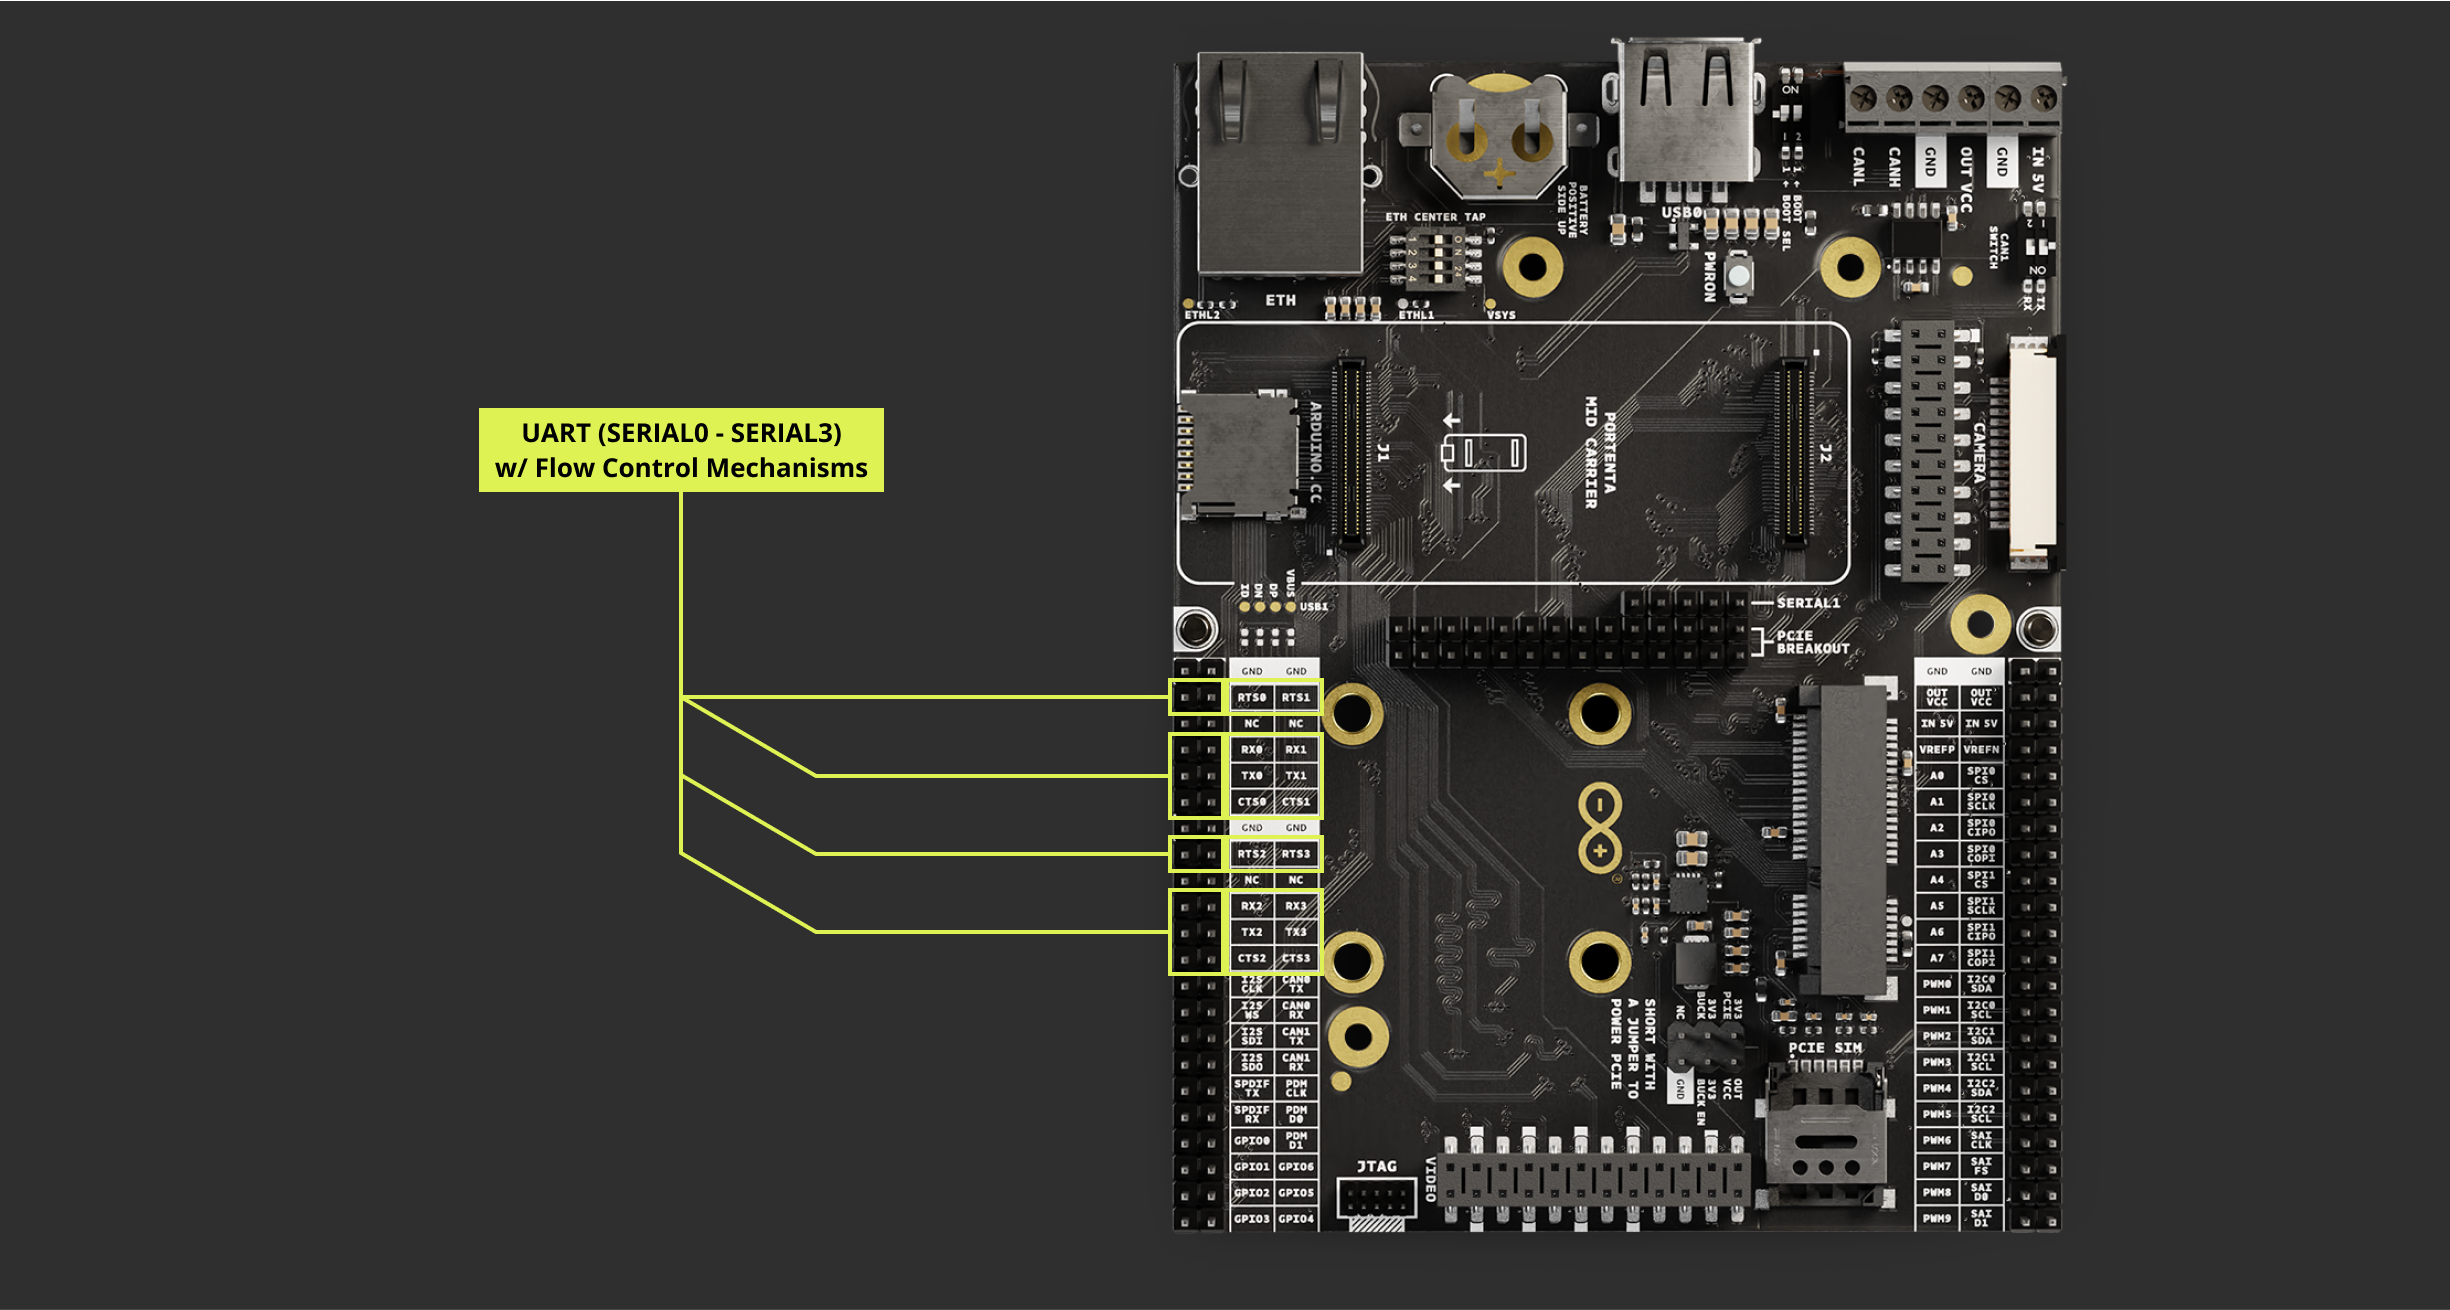 UART (SERIAL0 - SERIAL3)
w/ Flow Control Mechanisms
ON
1 2
1 ← BOOT
1 ← BOOT SEL
CANL
CANH
GND
OUT VCC
GND
IN 5V
BATTERY
POSITIVE
SIDE UP
ETH CENTER TAP
1
2
3
4
USB0
PWRON
CAN1
SWITCH
ON
TX
RX
ETH
ETHL2
ETHL1
VSYS
ARDUINO.CC
J1
PORTENTA
MID CARRIER
J2
CAMERA
ID
DN
DP
VBUS
USB1
SERIAL1
PCIE
BREAKOUT
GND GND
RTS0 RTS1
NC NC
RX0 RX1
TX0 TX1
CTS0 CTS1
GND GND
RTS2 RTS3
NC NC
RX2 RX3
TX2 TX3
CTS2 CTS3
I2S CLK CAN0 TX
I2S WS CAN0 RX
I2S SDI CAN1 TX
I2S SDO CAN1 RX
SPDIF TX PDM CLK
SPDIF RX PDM D0
GPIO0 PDM D1
GPIO1 GPIO6
GPIO2 GPIO5
GPIO3 GPIO4
GND GND
OUT VCC OUT VCC
IN 5V IN 5V
VREFP VREFN
A0 SPI0 CS
A1 SPI0 SCLK
A2 SPI0 CIPO
A3 SPI0 COPI
A4 SPI1 CS
A5 SPI1 SCLK
A6 SPI1 CIPO
A7 SPI1 COPI
PWM0 I2C0 SDA
PWM1 I2C0 SCL
PWM2 I2C1 SDA
PWM3 I2C1 SCL
PWM4 I2C2 SDA
PWM5 I2C2 SCL
PWM6 SAI CLK
PWM7 SAI FS
PWM8 SAI D0
PWM9 SAI D1
SHORT WITH
A JUMPER TO
POWER PCIE
NC
3V3
BUCK
3V3
PCIE
GND
3V3
BUCK EN
OUT
VCC
PCIE SIM
JTAG
VIDEO